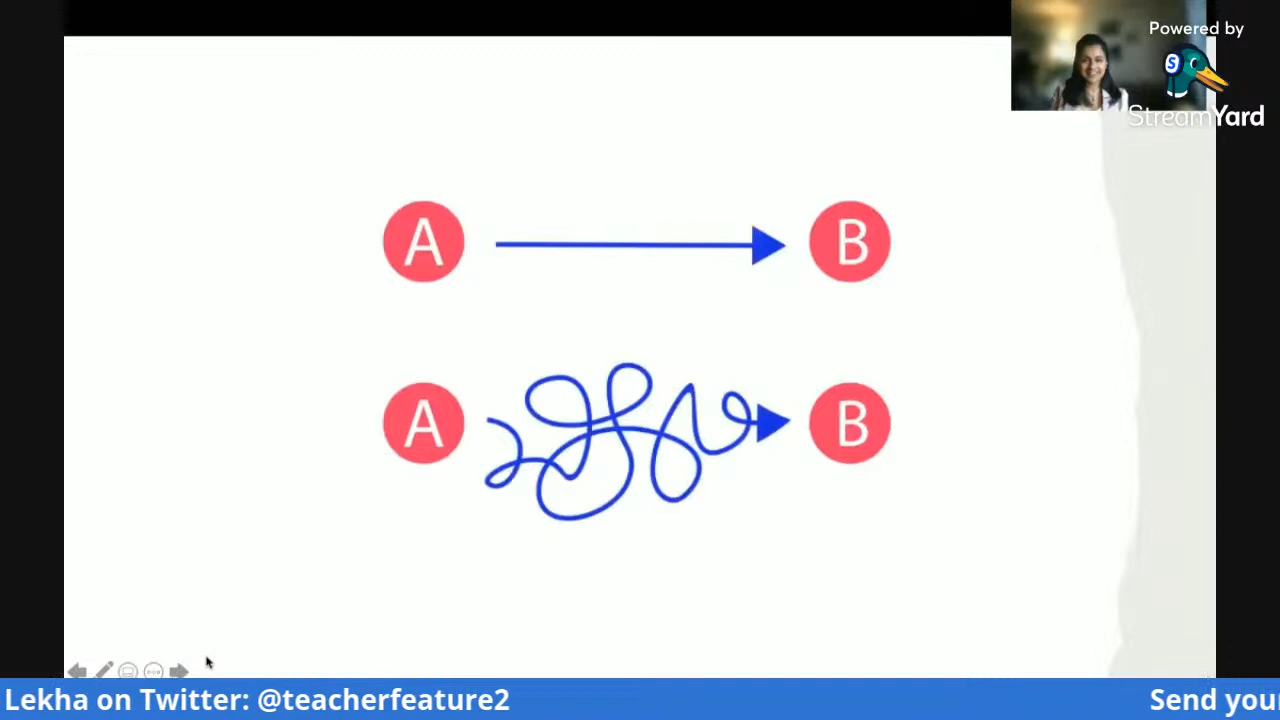 Powered by
S
StreamYard
A B
A B
Lekha on Twitter: @teacherfeature2
Send your